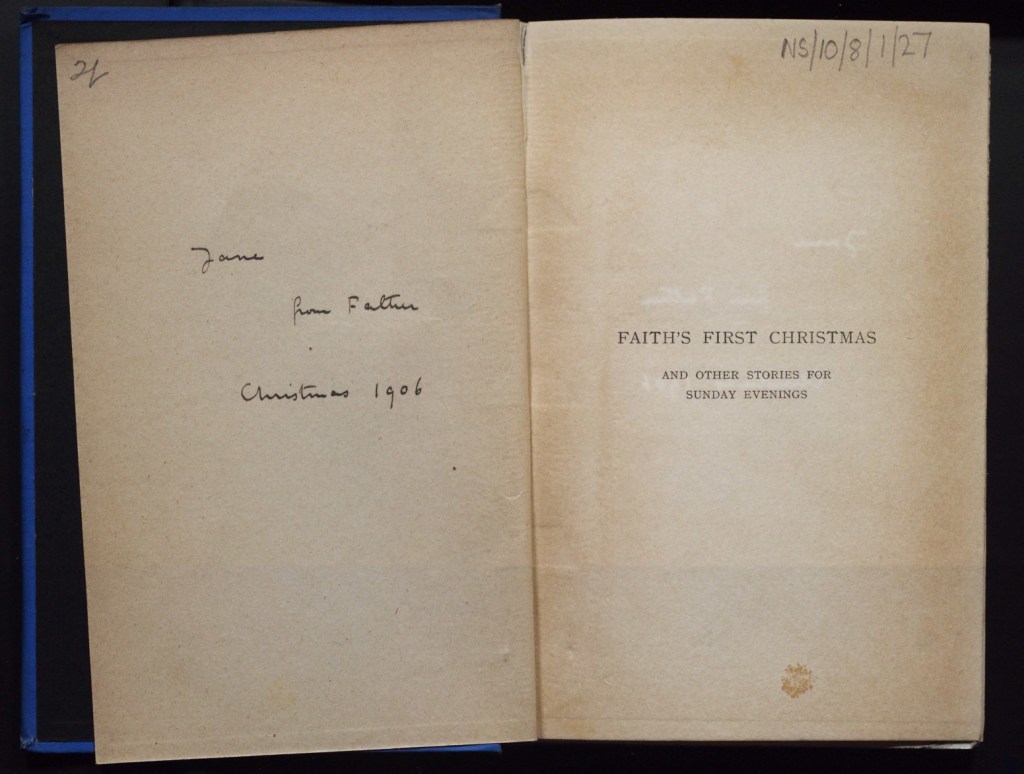 2/-
Jane
from Father
Christmas 1906
NS/10/8/1/27
FAITH'S FIRST CHRISTMAS
AND OTHER STORIES FOR
SUNDAY EVENINGS